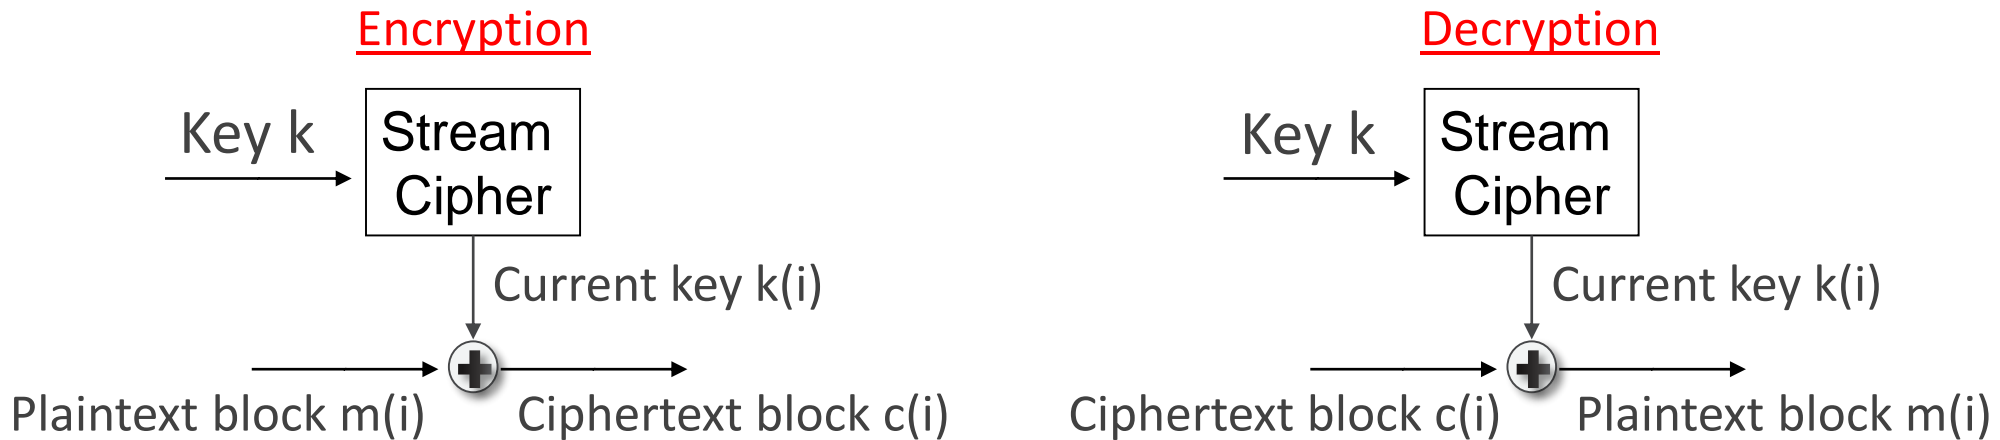 Encryption
Key k
Stream
Cipher
Current key k(i)
Plaintext block m(i)
Ciphertext block c(i)
Decryption
Key k
Stream
Cipher
Current key k(i)
Ciphertext block c(i)
Plaintext block m(i)